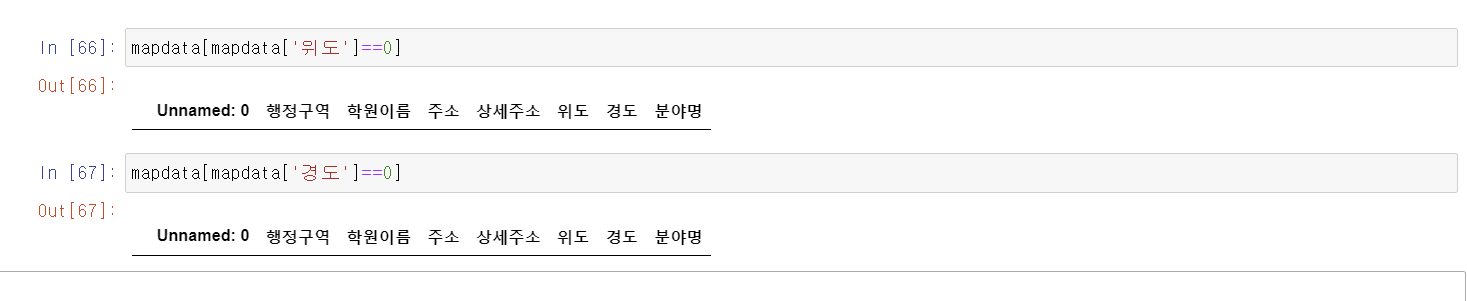 In [66]: mapdata[mapdata['위도']==0]
Out[66]:
Unnamed: 0 행정구역 학원이름 주소 상세주소 위도 경도 분야명
In [67]: mapdata[mapdata['경도']==0]
Out[67]:
Unnamed: 0 행정구역 학원이름 주소 상세주소 위도 경도 분야명